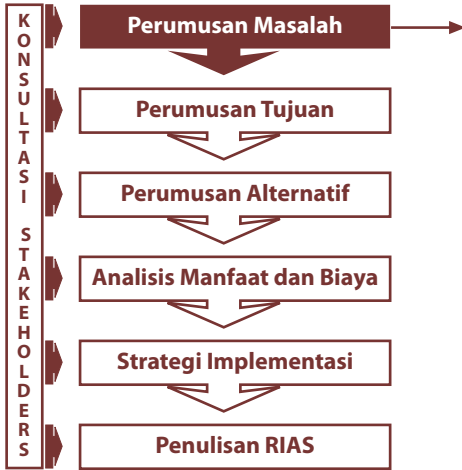 KONSULTASI STAKEHOLDERS
Perumusan Masalah
Perumusan Tujuan
Perumusan Alternatif
Analisis Manfaat dan Biaya
Strategi Implementasi
Penulisan RIAS